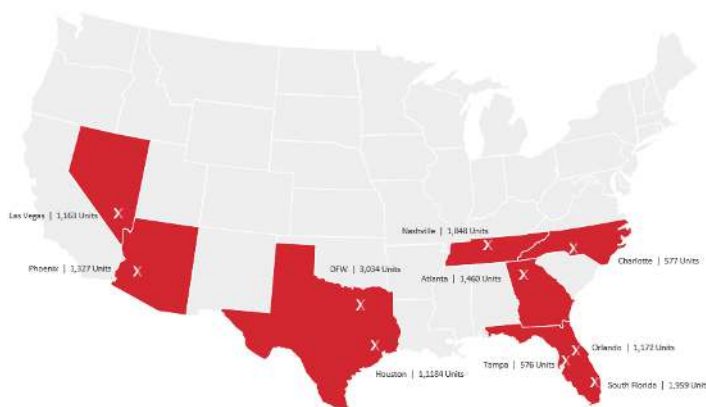 Las Vegas | 1,163 Units
Phoenix | 1,327 Units
DFW | 3,034 Units
Houston | 1,1184 Units
Nashville | 1,848 Units
Atlanta | 1,460 Units
Charlotte | 577 Units
Orlando | 1,172 Units
Tampa | 576 Units
South Florida | 1,959 Unit